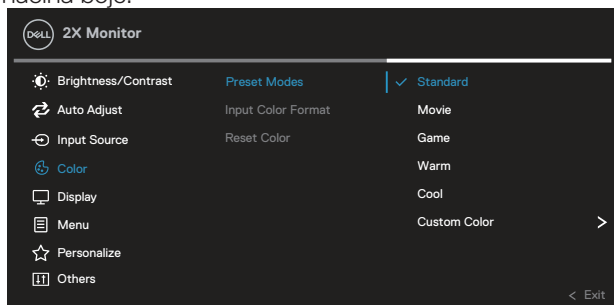 DELL 2X Monitor
Brightness/Contrast Preset Modes Standard
Auto Adjust Input Color Format Movie
Input Source Reset Color Game
Color Warm
Display Cool
Menu Custom Color >
Personalize
Others
< Exit